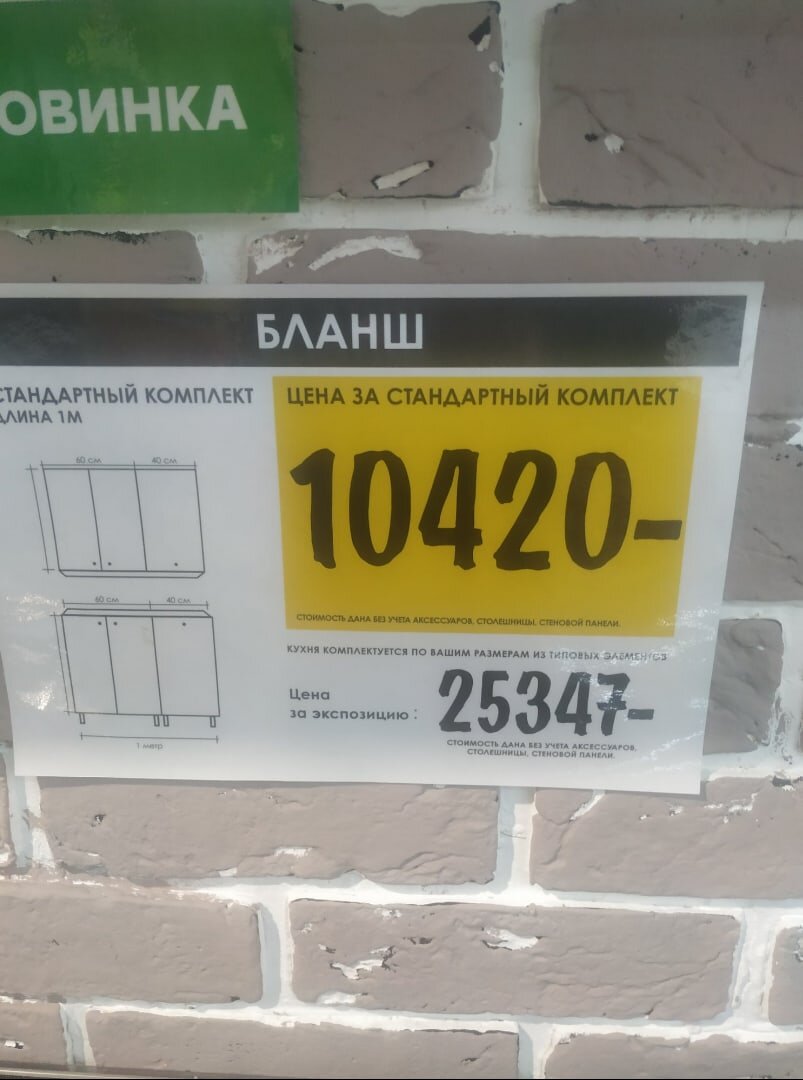 ОВИНКА
БЛАНШ
СТАНДАРТНЫЙ КОМПЛЕКТ
ДЛИНА 1М
60 см 40 см
60 см 40 см
1 метр
ЦЕНА ЗА СТАНДАРТНЫЙ КОМПЛЕКТ
10420-
СТОИМОСТЬ ДАНА БЕЗ УЧЕТА АКСЕССУАРОВ, СТОЛЕШНИЦЫ, СТЕНОВОЙ ПАНЕЛИ.
КУХНЯ КОМПЛЕКТУЕТСЯ ПО ВАШИМ РАЗМЕРАМ ИЗ ТИПОВЫХ ЭЛЕМЕНТОВ
Цена
за экспозицию : 25347-
СТОИМОСТЬ ДАНА БЕЗ УЧЕТА АКСЕССУАРОВ,
СТОЛЕШНИЦЫ, СТЕНОВОЙ ПАНЕЛИ.